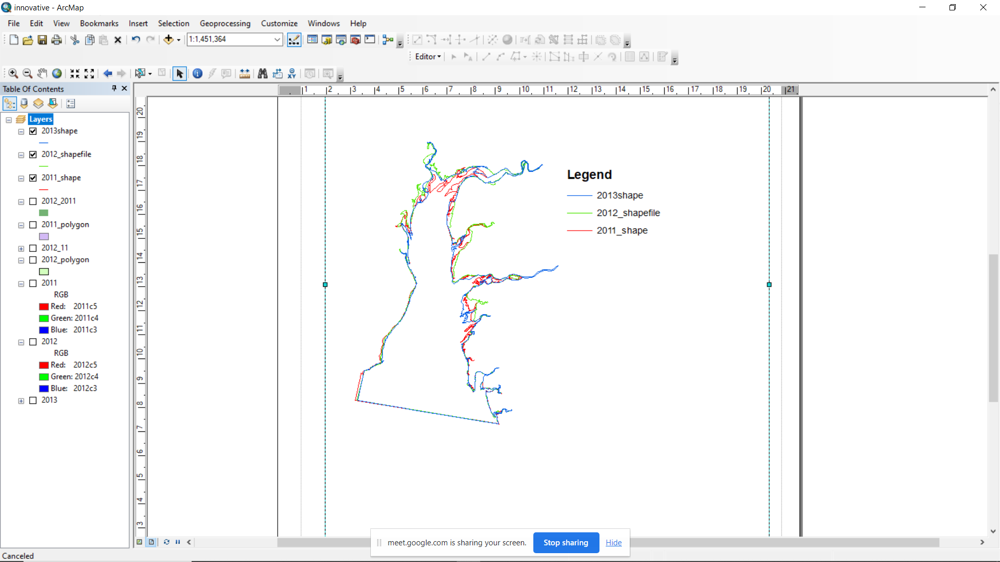 innovative - ArcMap
File Edit View Bookmarks Insert Selection Geoprocessing Customize Windows Help
1:1,451,364
Editor
Table Of Contents
1 2 3 4 5 6 7 8 9 10 11 12 13 14 15 16 17 18 19 20 21
Layers
2013shape
2012_shapefile
2011_shape
2012_2011
2011_polygon
2012_11
2012_polygon
2011
RGB
Red: 2011c5
Green: 2011c4
Blue: 2011c3
2012
RGB
Red: 2012c5
Green: 2012c4
Blue: 2012c3
2013
20
19
18
17
16
15
14
13
12
11
10
9
8
7
6
5
4
3
Legend
2013shape
2012_shapefile
2011_shape
meet.google.com is sharing your screen. Stop sharing Hide
Canceled